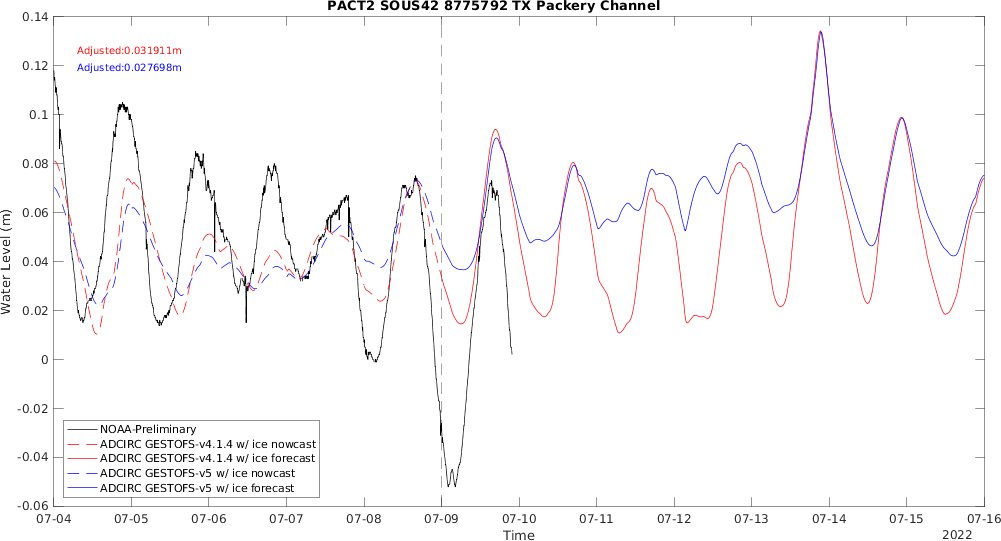 PACT2 SOUS42 8775792 TX Packery Channel
Adjusted:0.031911m
Adjusted:0.027698m
Water Level (m)
0.14
0.12
0.1
0.08
0.06
0.04
0.02
0
-0.02
-0.04
-0.06
NOAA-Preliminary
ADCIRC GESTOFS-v4.1.4 w/ ice nowcast
ADCIRC GESTOFS-v4.1.4 w/ ice forecast
ADCIRC GESTOFS-v5 w/ ice nowcast
ADCIRC GESTOFS-v5 w/ ice forecast
07-04 07-05 07-06 07-07 07-08 07-09 07-10 07-11 07-12 07-13 07-14 07-15 07-16
Time
2022